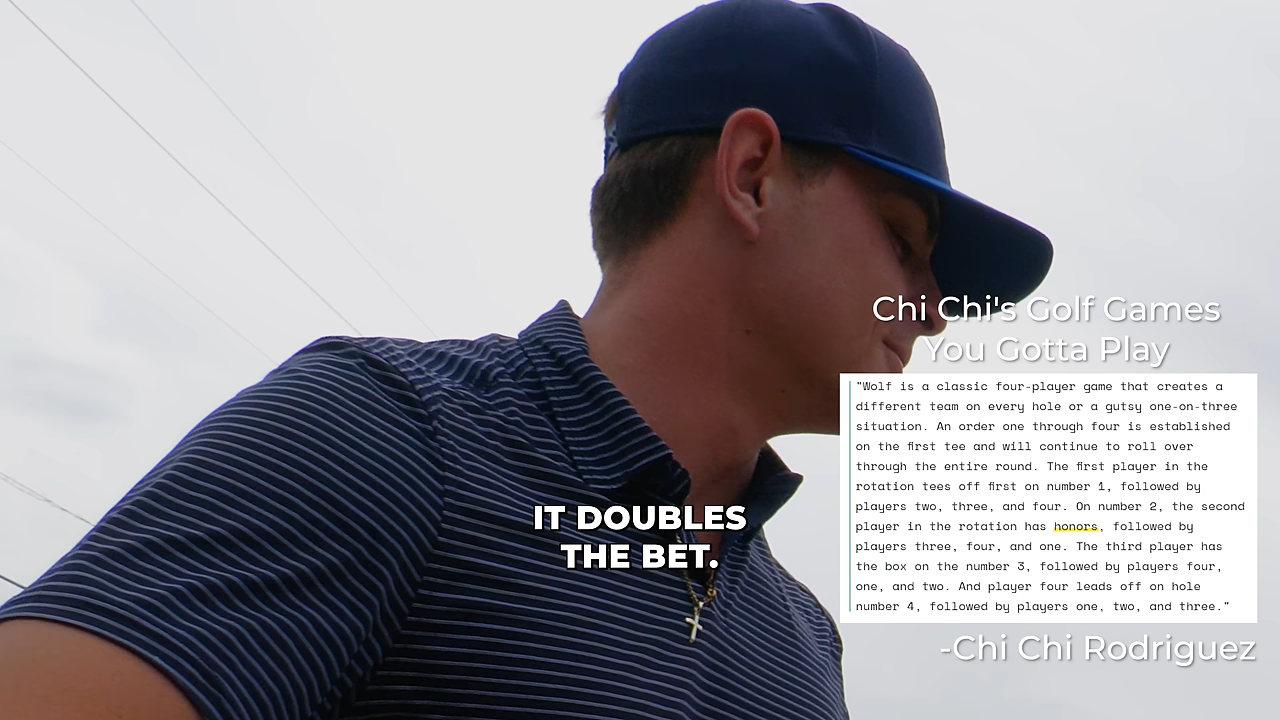 Chi Chi's Golf Games
You Gotta Play
"Wolf is a classic four-player game that creates a
different team on every hole or a gutsy one-on-three
situation. An order one through four is established
on the first tee and will continue to roll over
through the entire round. The first player in the
rotation tees off first on number 1, followed by
players two, three, and four. On number 2, the second
player in the rotation has honors, followed by
players three, four, and one. The third player has
the box on the number 3, followed by players four,
one, and two. And player four leads off on hole
number 4, followed by players one, two, and three."
-Chi Chi Rodriguez
IT DOUBLES
THE BET.